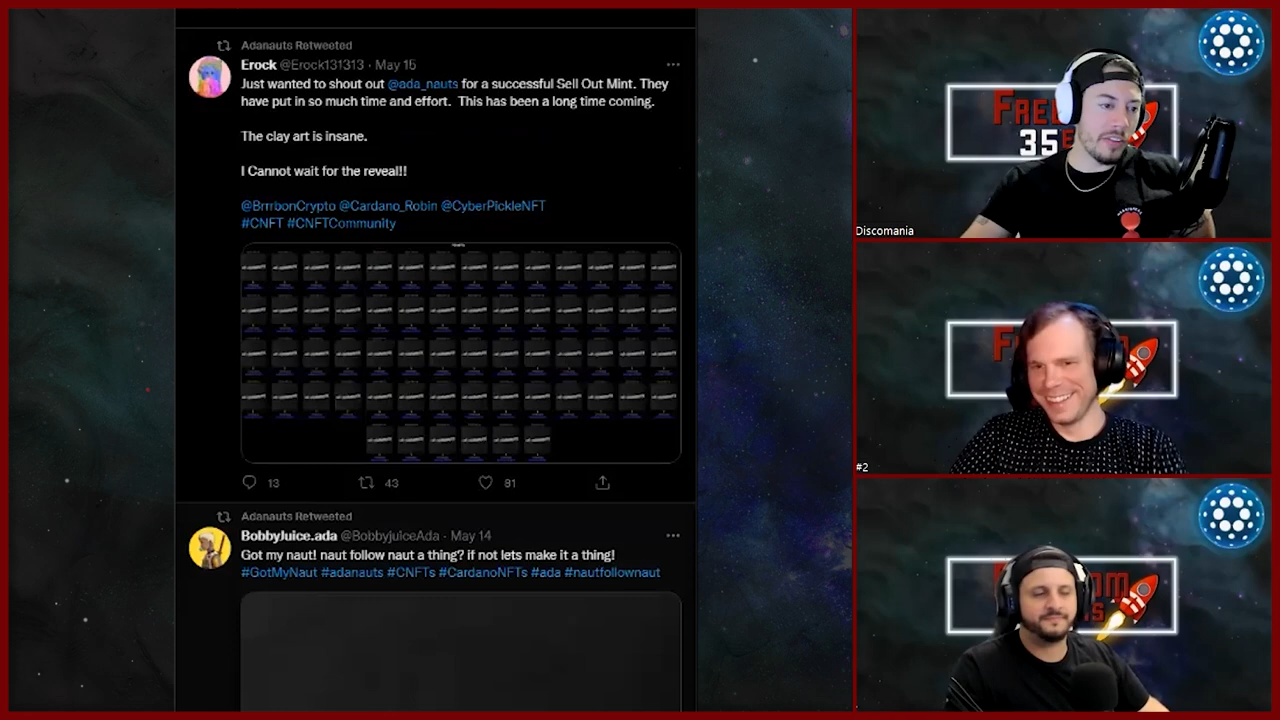 Adanauts Retweeted
Erock @Erock131313 · May 15
Just wanted to shout out @ada_nauts for a successful Sell Out Mint. They
have put in so much time and effort. This has been a long time coming.
The clay art is insane.
I Cannot wait for the reveal!!
@BrrrbonCrypto @Cardano_Robin @CyberPickleNFT
#CNFT #CNFTCommunity
13 43 81
Adanauts Retweeted
BobbyJuice.ada @BobbyjuiceAda · May 14
Got my naut! naut follow naut a thing? if not lets make it a thing!
#GotMyNaut #adanauts #CNFTs #CardanoNFTs #ada #nautfollownaut
35
Discomania
#2